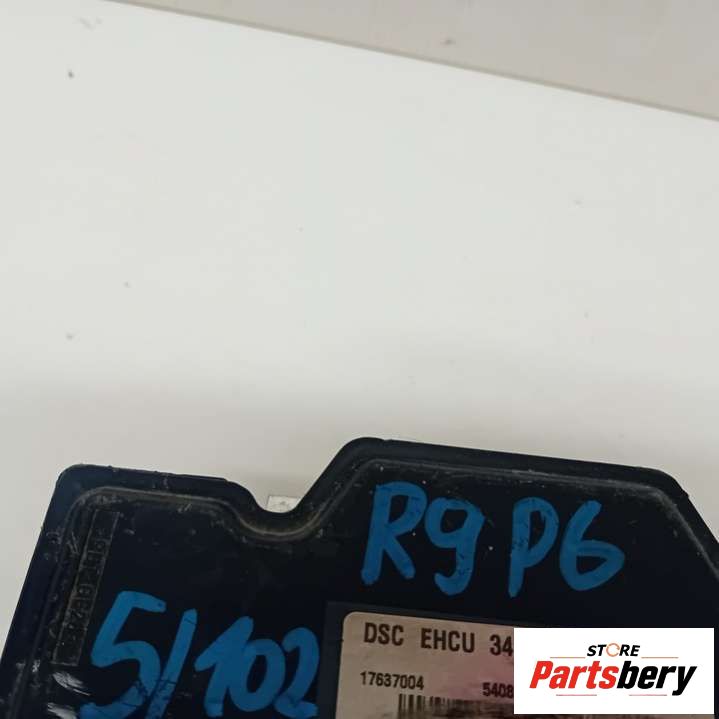 R9 P6
5/102
DSC EHCU 34
17637004 5408
STORE
Partsbery